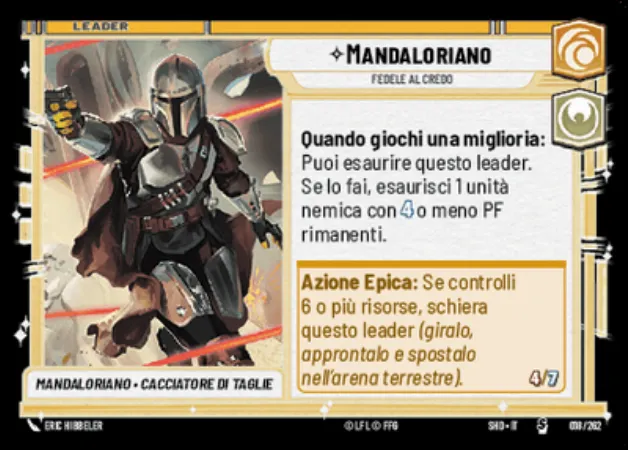 LEADER
MANDALORIANO
FEDELE AL CREDO
Quando giochi una miglioria:
Puoi esaurire questo leader.
Se lo fai, esaurisci 1 unità
nemica con 4 o meno PF
rimanenti.
Azione Epica: Se controlli
6 o più risorse, schiera
questo leader (giralo,
approntalo e spostalo
nell'arena terrestre).
4/7
MANDALORIANO • CACCIATORE DI TAGLIE
ERIC HIBBELER
© LFL © FFG
SHD • IT
S
018/262